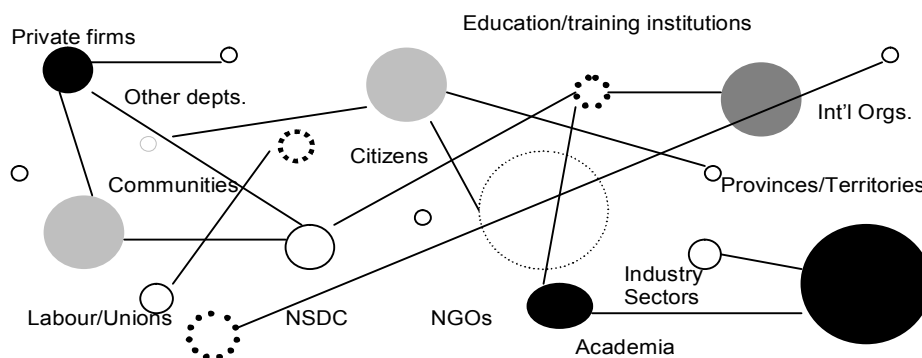 Education/training institutions
Private firms
Other depts.
Int'l Orgs.
Citizens
Communities
Provinces/Territories
Industry
Sectors
Labour/Unions
NSDC
NGOs
Academia